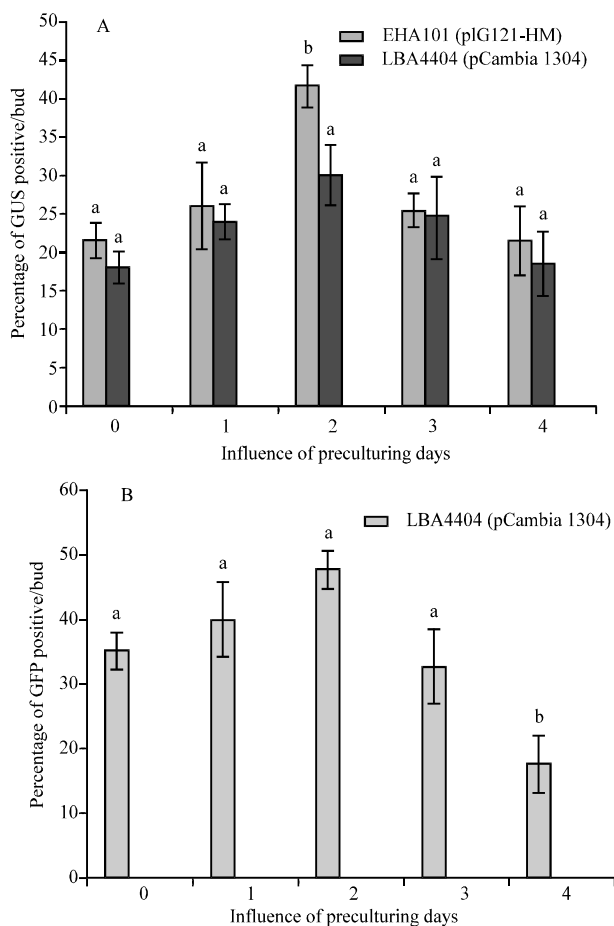 A
EHA101 (pIG121-HM)
LBA4404 (pCambia 1304)
Percentage of GUS positive/bud
50
45
40
35
30
25
20
15
10
5
0
a
a
a
a
b
a
a
a
a
a
0 1 2 3 4
Influence of preculturing days
B
LBA4404 (pCambia 1304)
Percentage of GFP positive/bud
60
50
40
30
20
10
0
a
a
a
a
b
0 1 2 3 4
Influence of preculturing days